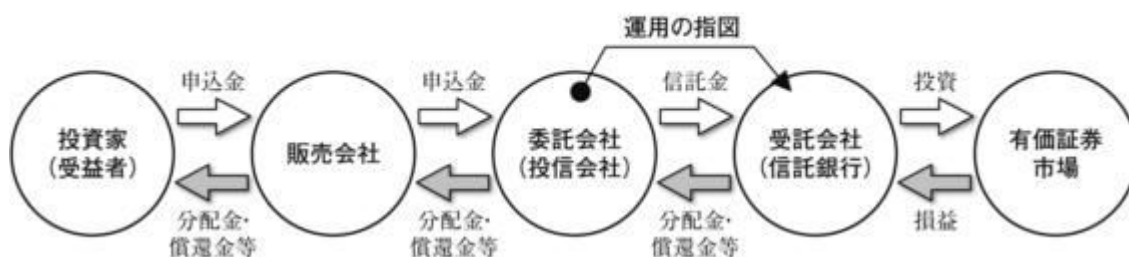 運用の指図
申込金
申込金
信託金
投資
投資家
(受益者)
販売会社
委託会社
(投信会社)
受託会社
(信託銀行)
有価証券
市場
分配金・
償還金等
分配金・
償還金等
分配金・
償還金等
損益